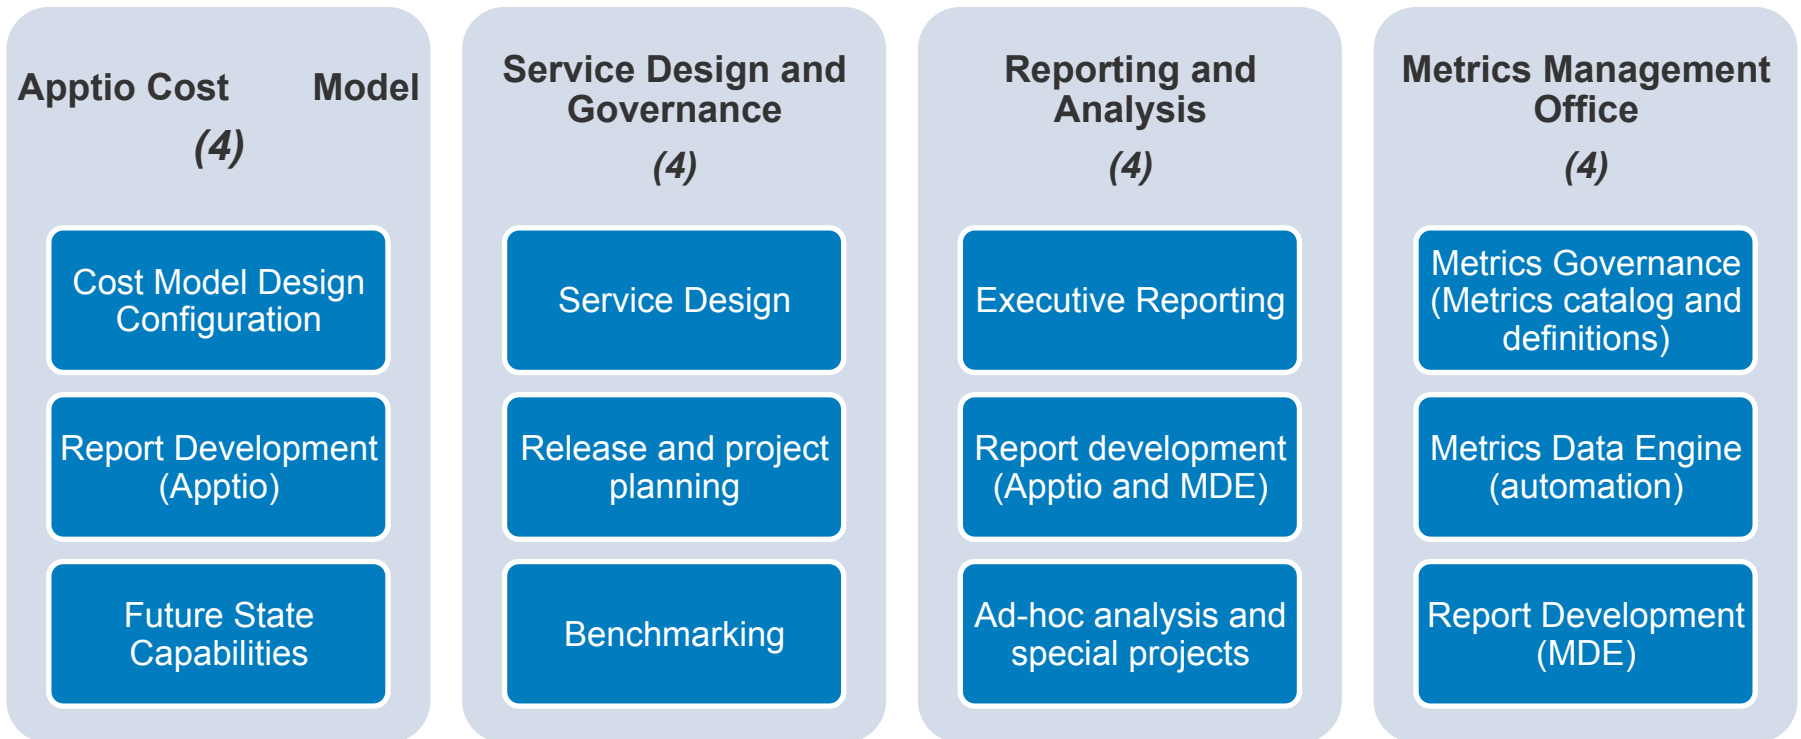 Apptio Cost Model
(4)
Cost Model Design
Configuration
Report Development
(Apptio)
Future State
Capabilities
Service Design and
Governance
(4)
Service Design
Release and project
planning
Benchmarking
Reporting and
Analysis
(4)
Executive Reporting
Report development
(Apptio and MDE)
Ad-hoc analysis and
special projects
Metrics Management
Office
(4)
Metrics Governance
(Metrics catalog and
definitions)
Metrics Data Engine
(automation)
Report Development
(MDE)